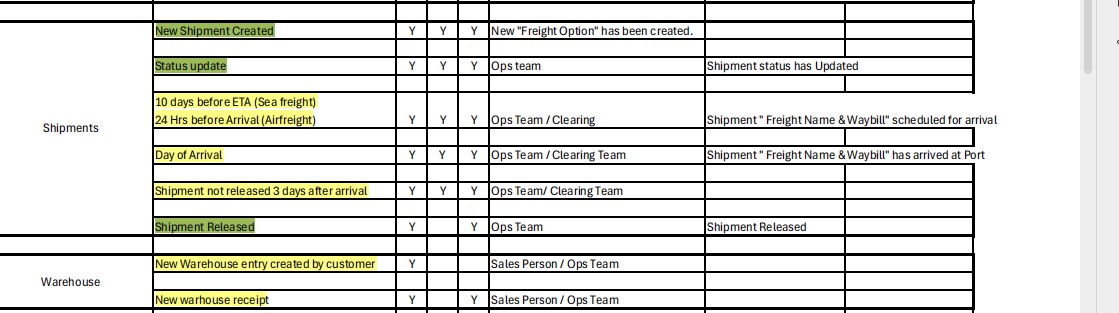 New Shipment Created Y Y Y New "Freight Option" has been created.
Status update Y Y Y Ops team Shipment status has Updated
10 days before ETA (Sea freight)
24 Hrs before Arrival (Airfreight) Y Y Y Ops Team / Clearing Shipment " Freight Name & Waybill" scheduled for arrival
Shipments
Day of Arrival Y Y Y Ops Team / Clearing Team Shipment " Freight Name & Waybill" has arrived at Port
Shipment not released 3 days after arrival Y Y Y Ops Team/ Clearing Team
Shipment Released Y Y Y Ops Team Shipment Released
New Warehouse entry created by customer Y Y Sales Person / Ops Team
Warehouse
New warhouse receipt Y Y Sales Person / Ops Team